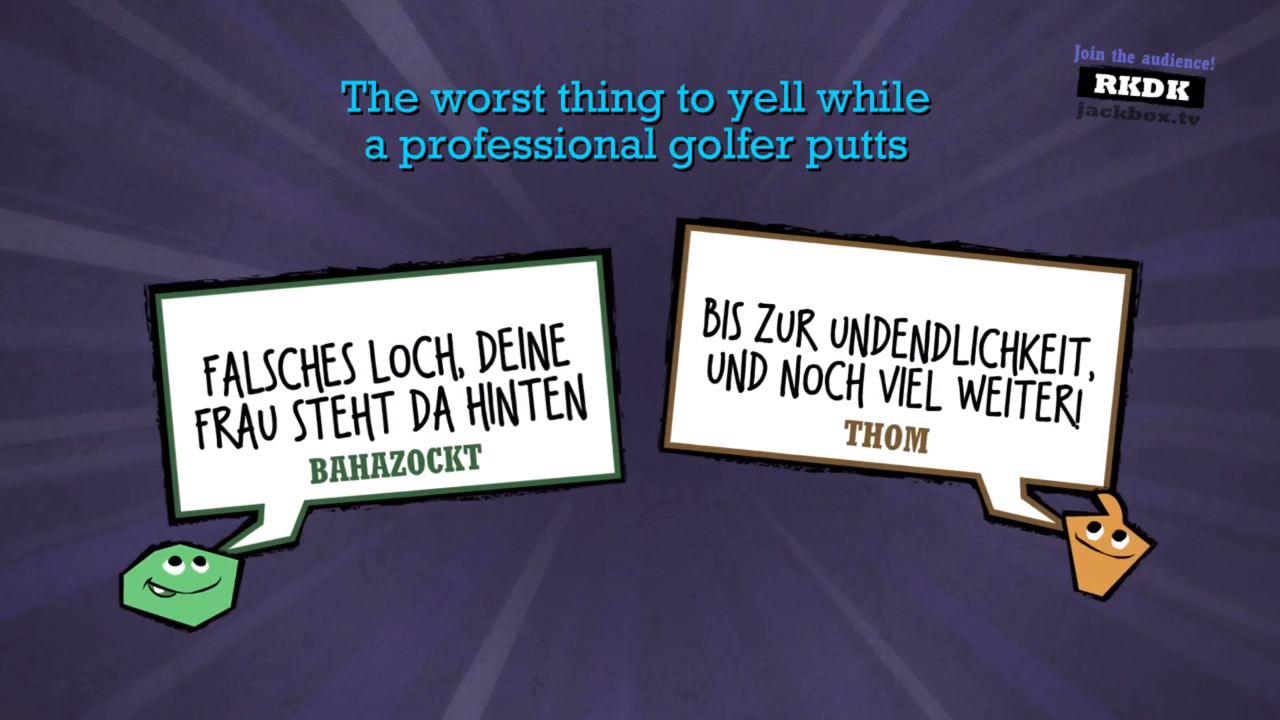 Join the audience!
RKDK
jackbox.tv
The worst thing to yell while
a professional golfer putts
FALSCHES LOCH, DEINE
FRAU STEHT DA HINTEN
BAHAZOCKT
BIS ZUR UNDENDLICHKEIT,
UND NOCH VIEL WEITER!
THOM